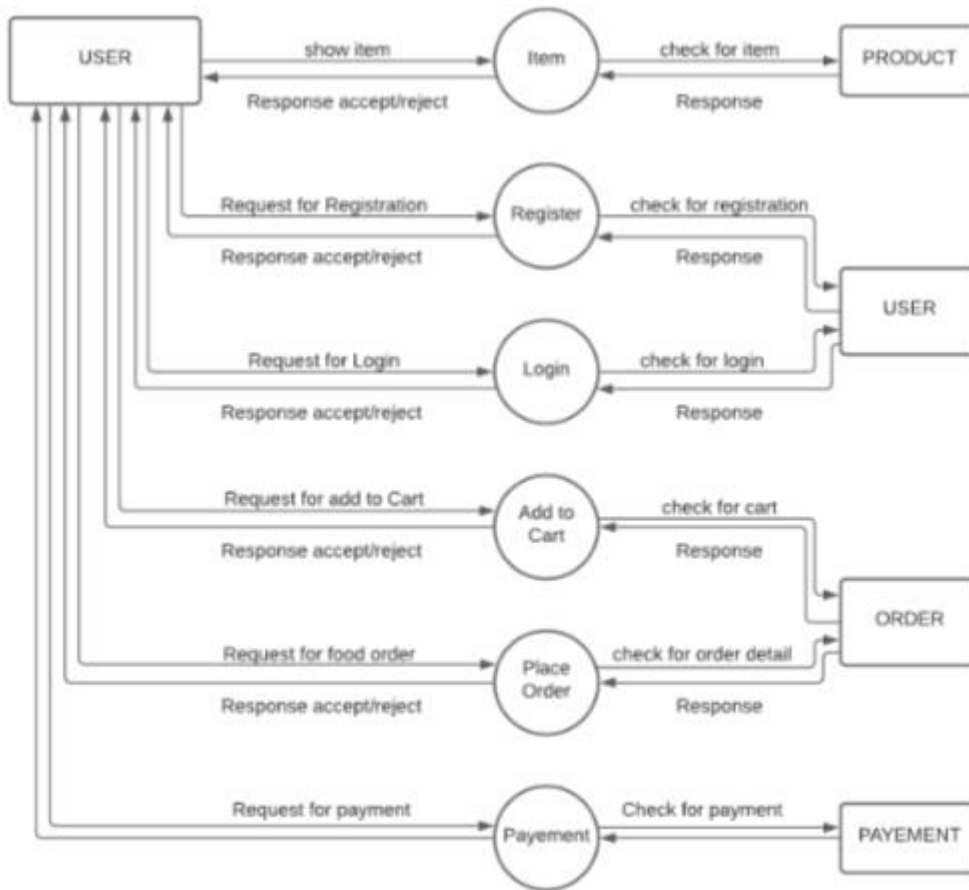 USER
show item
Item
check for item
PRODUCT
Response accept/reject
Response
Request for Registration
Register
check for registration
Response accept/reject
Response
USER
Request for Login
Login
check for login
Response accept/reject
Response
Request for add to Cart
Add to
Cart
check for cart
Response accept/reject
Response
ORDER
Request for food order
Place
Order
check for order detail
Response accept/reject
Response
Request for payment
Payement
Check for payment
PAYEMENT